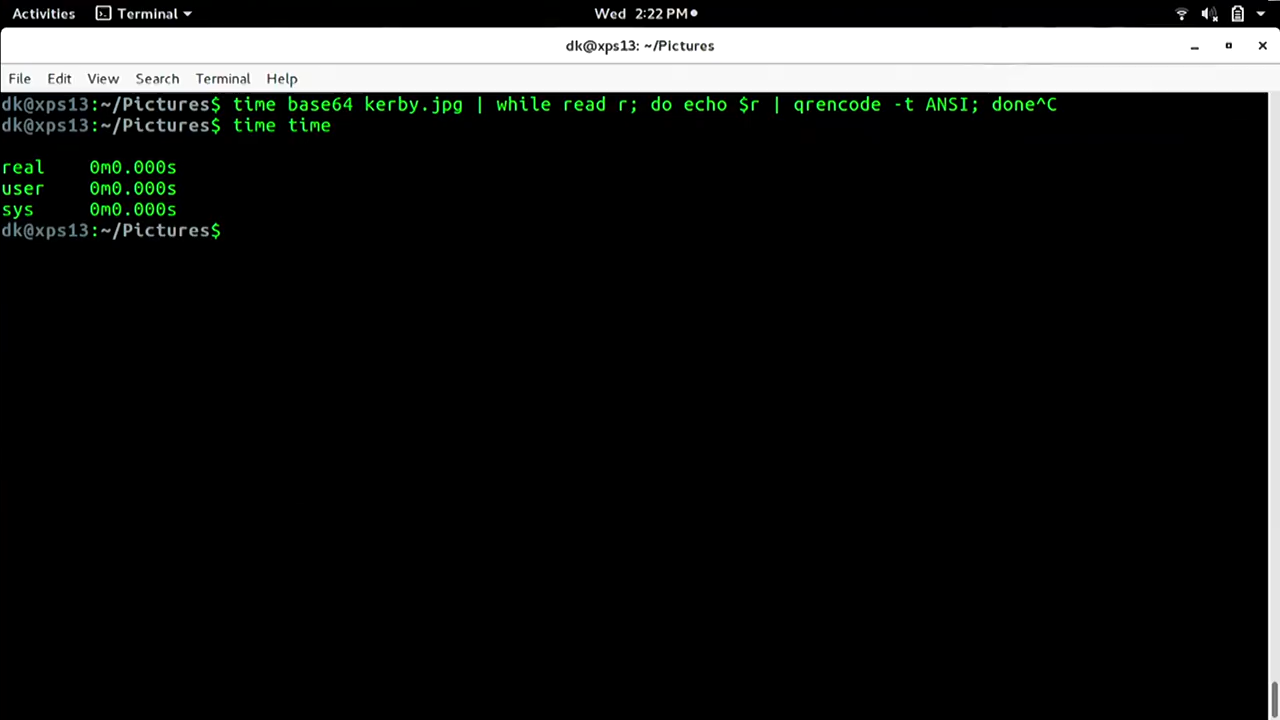 Activities Terminal Wed 2:22 PM
dk@xps13: ~/Pictures
File Edit View Search Terminal Help
dk@xps13:~/Pictures$ time base64 kerby.jpg | while read r; do echo $r | qrencode -t ANSI; done^C
dk@xps13:~/Pictures$ time time
real 0m0.000s
user 0m0.000s
sys 0m0.000s
dk@xps13:~/Pictures$